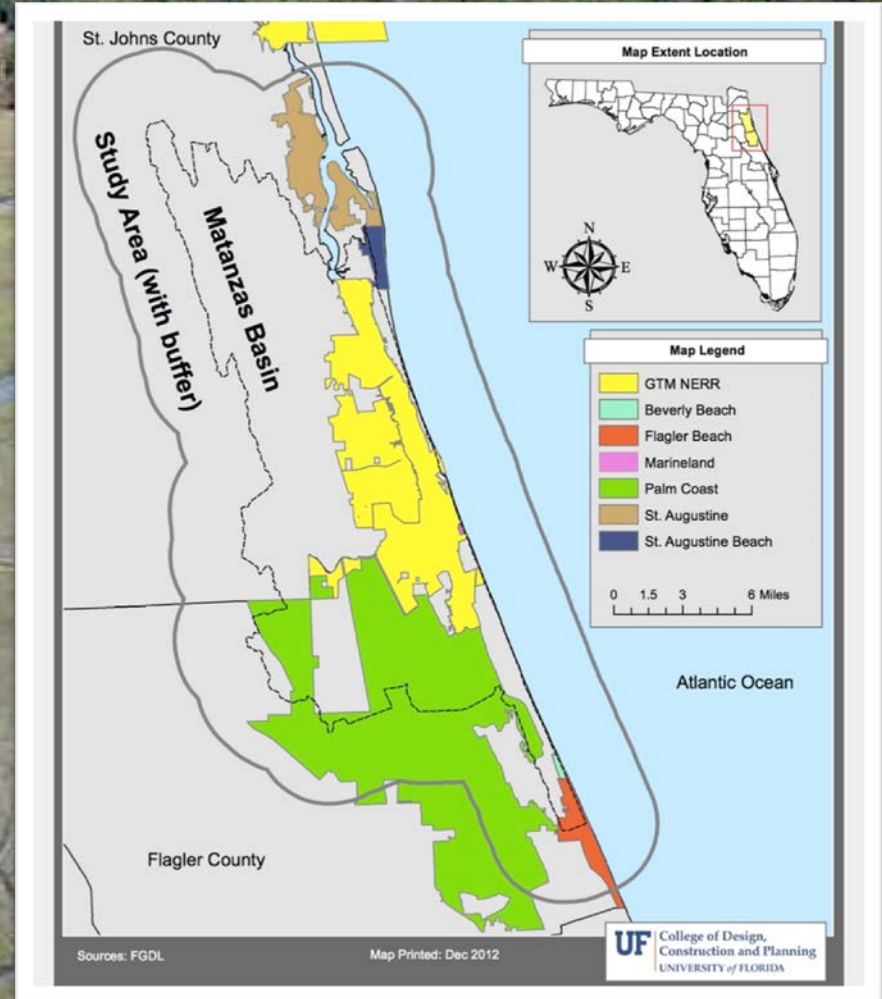 St. Johns County
Study Area (with buffer)
Matanzas Basin
Map Extent Location
N
W
E
S
Map Legend
GTM NERR
Beverly Beach
Flagler Beach
Marineland
Palm Coast
St. Augustine
St. Augustine Beach
0 1.5 3 6 Miles
Atlantic Ocean
Flagler County
Sources: FGDL
Map Printed: Dec 2012
UF College of Design,
Construction and Planning
UNIVERSITY of FLORIDA